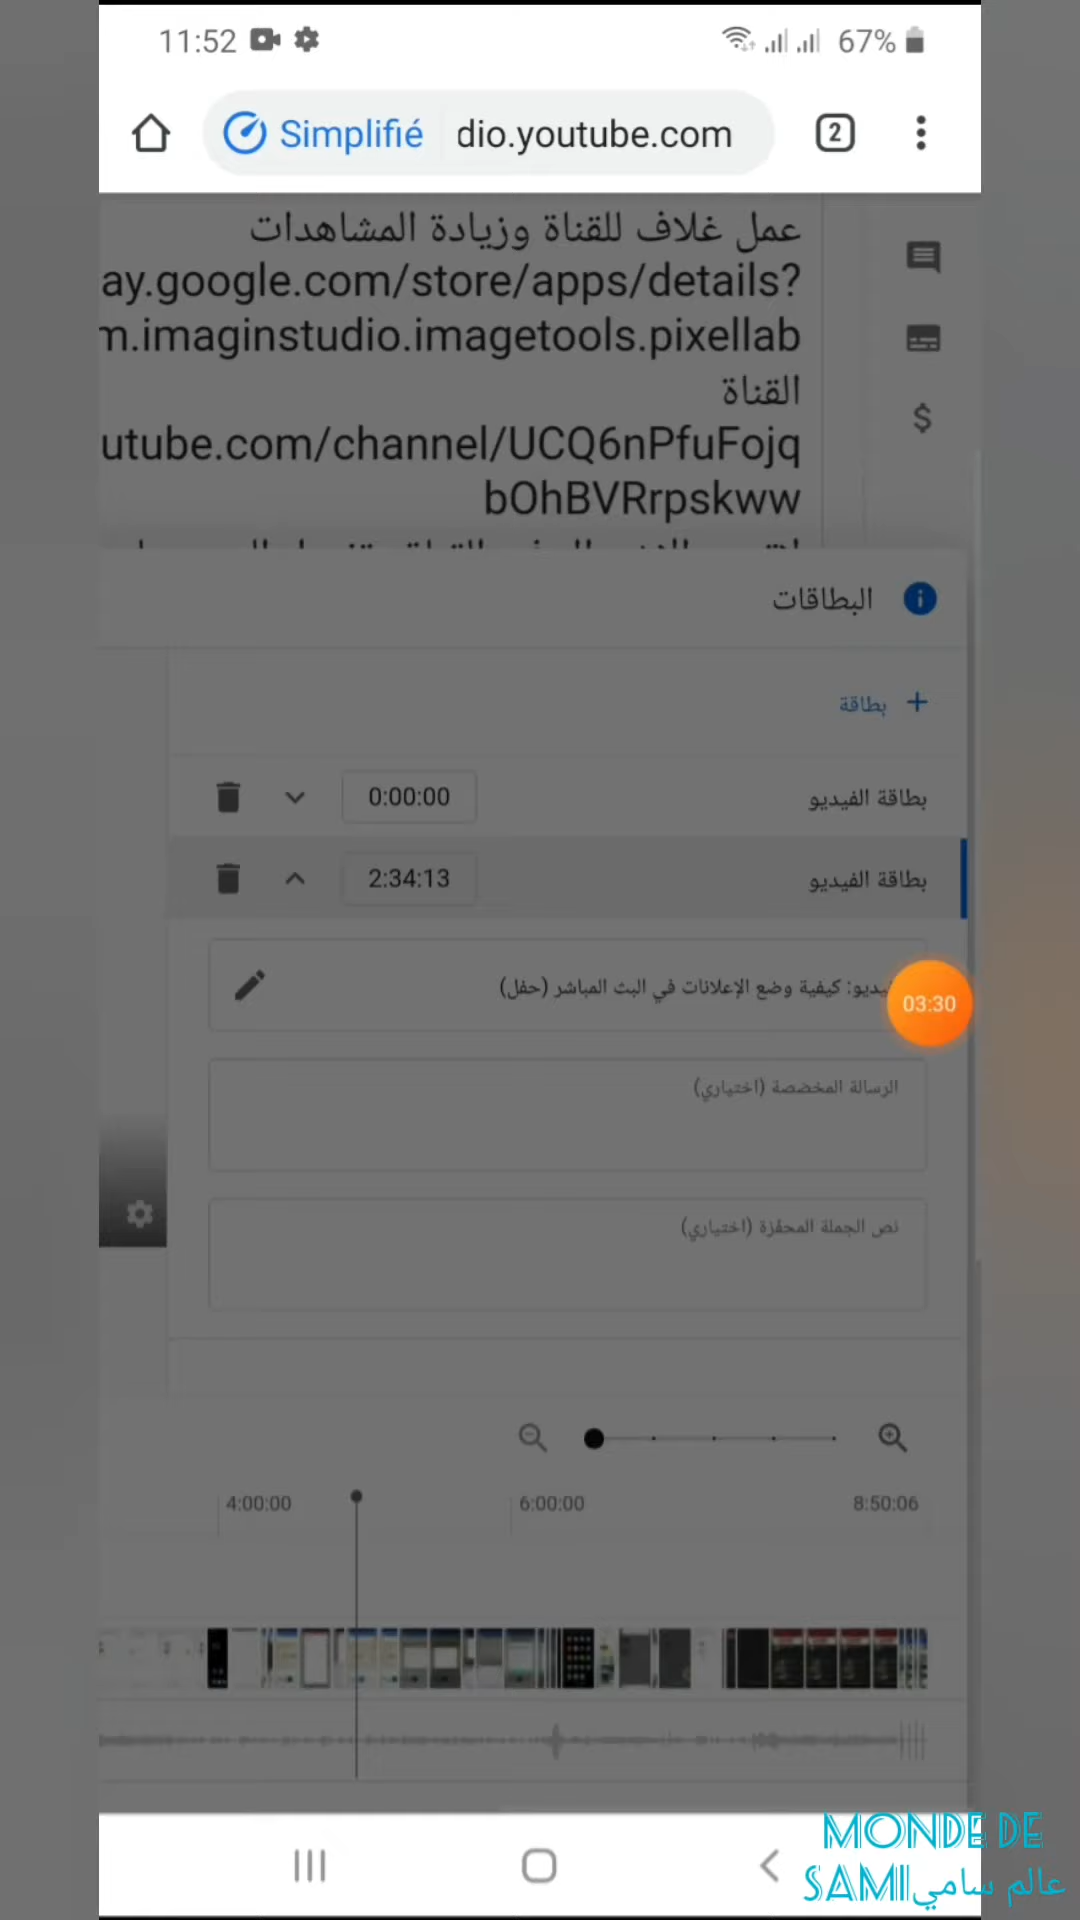 11:52
67%
Simplifié dio.youtube.com
2
عمل غلاف للقناة وزيادة المشاهدات
ay.google.com/store/apps/details?
m.imaginstudio.imagetools.pixellab
القناة
utube.com/channel/UCQ6nPfuFojq
bOhBVRrpskww
البطاقات
+ بطاقة
بطاقة الفيديو 0:00:00
بطاقة الفيديو 2:34:13
يديو: كيفية وضع الإعلانات في البث المباشر (حفل)
03:30
الرسالة المخصصة (اختياري)
نص الجملة المحفزة (اختياري)
4:00:00 6:00:00 8:50:06
MONDE DE
SAMI عالم سامي